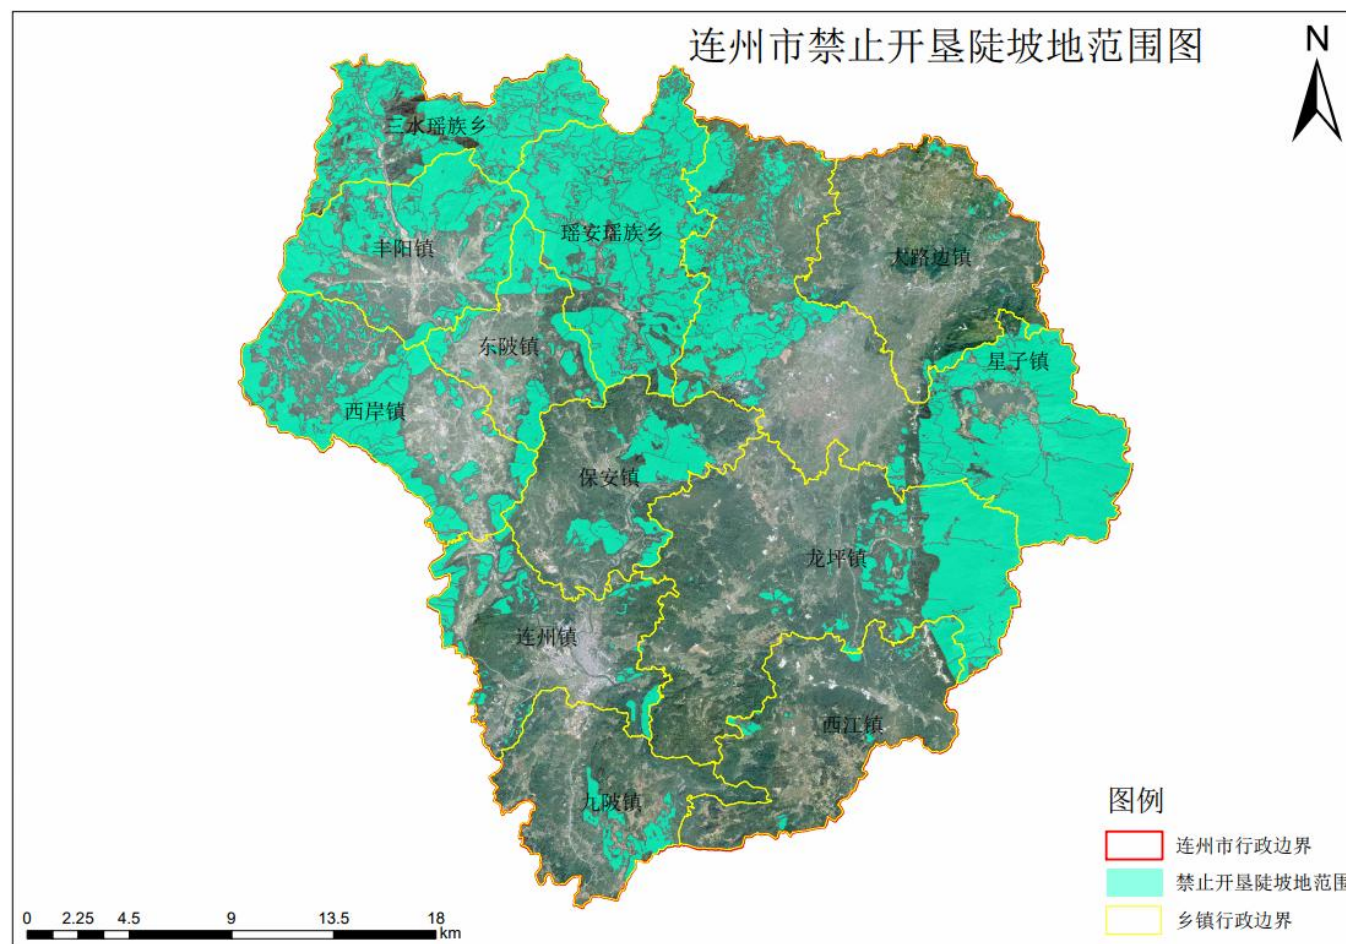 连州市禁止开垦陡坡地范围图
N
三水瑶族乡
瑶安瑶族乡
丰阳镇
大路边镇
东陂镇
星子镇
西岸镇
保安镇
龙坪镇
连州镇
西江镇
九陂镇
图例
连州市行政边界
禁止开垦陡坡地范围
乡镇行政边界
0 2.25 4.5 9 13.5 18
km